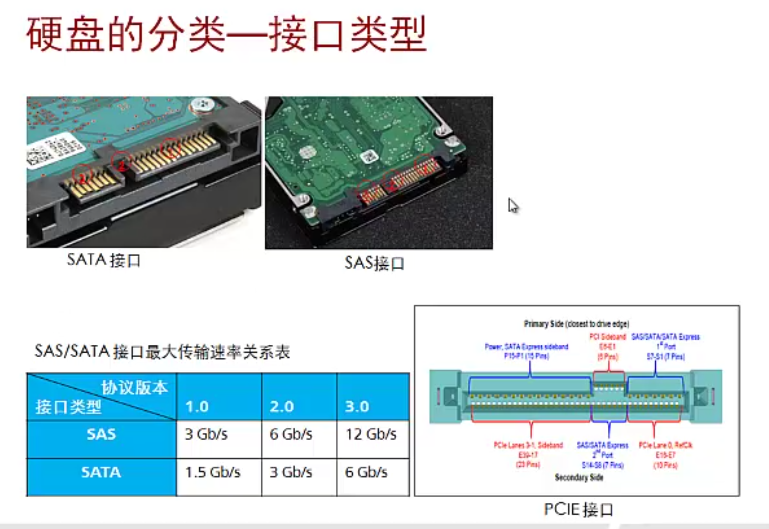 硬盘的分类—接口类型
SATA 接口
SAS接口
SAS/SATA 接口最大传输速率关系表
协议版本
接口类型
1.0
2.0
3.0
SAS
3 Gb/s
6 Gb/s
12 Gb/s
SATA
1.5 Gb/s
3 Gb/s
6 Gb/s
Primary Side (closest to drive edge)
Power, SATA Express sideband
P15-P1 (15 Pins)
PCI Sideband
E6-E1
(6 Pins)
SAS/SATA/SATA Express
1st Port
S7-S1 (7 Pins)
PCIe Lanes 3-1, Sideband
E39-17
(23 Pins)
SAS/SATA Express
2nd Port
S14-S8 (7 Pins)
PCIe Lane 0, RefClk
E16-E7
(10 Pins)
Secondary Side
PCIE 接口